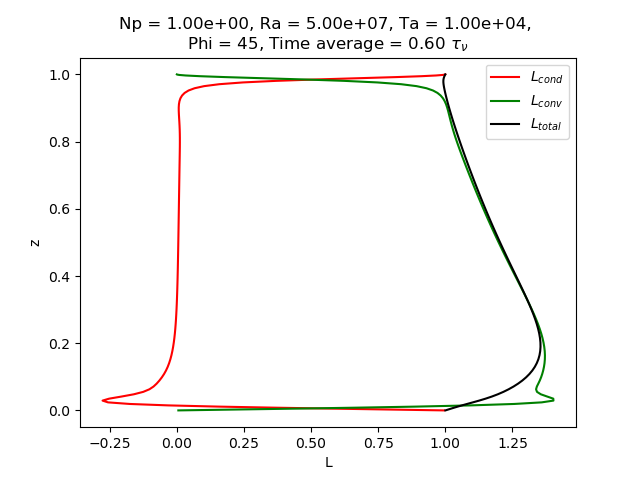 Np = 1.00e+00, Ra = 5.00e+07, Ta = 1.00e+04,
Phi = 45, Time average = 0.60 τν
L_cond
L_conv
L_total
1.0
0.8
0.6
0.4
0.2
0.0
z
−0.25 0.00 0.25 0.50 0.75 1.00 1.25
L